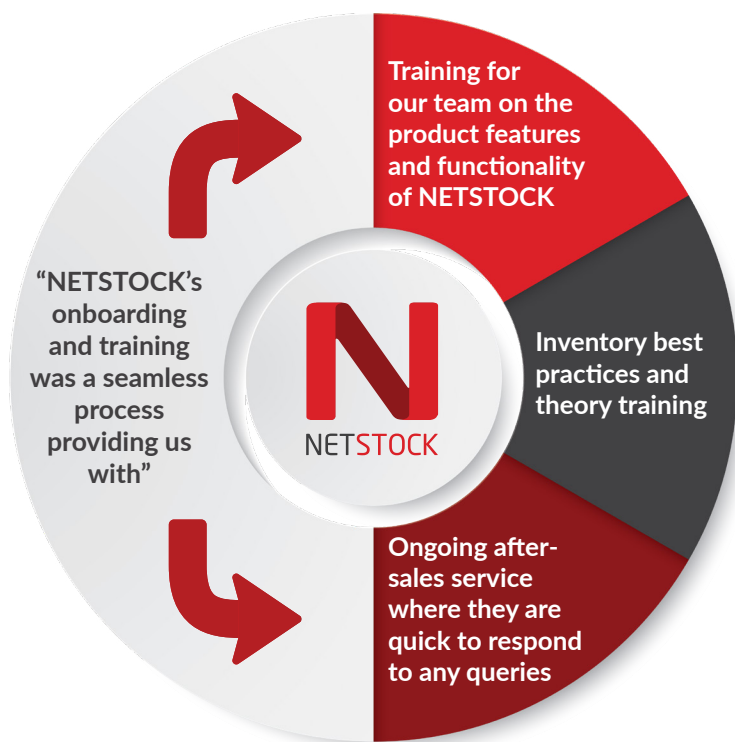 “NETSTOCK’s
onboarding
and training
was a seamless
process
providing us
with”
Training for
our team on the
product features
and functionality
of NETSTOCK
Inventory best
practices and
theory training
Ongoing after-
sales service
where they are
quick to respond
to any queries
N
NETSTOCK